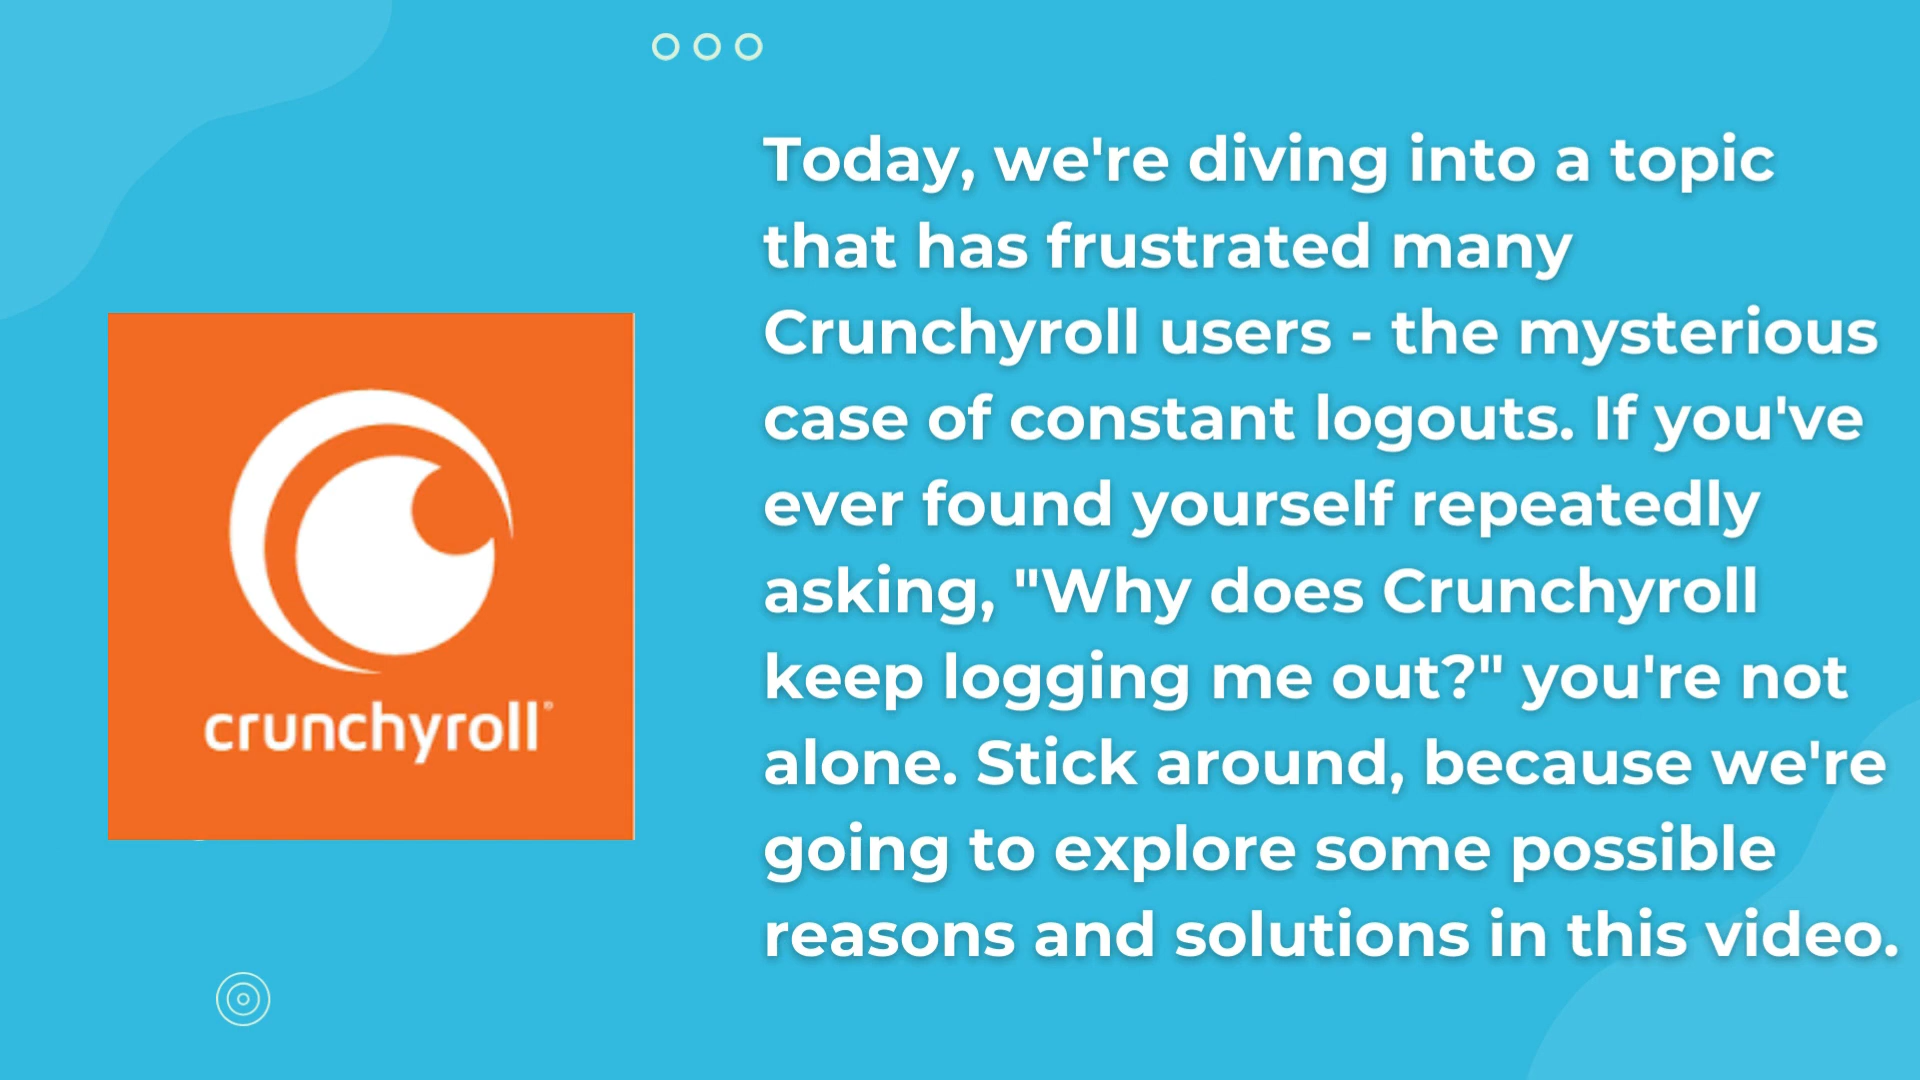 Today, we're diving into a topic
that has frustrated many
Crunchyroll users - the mysterious
case of constant logouts. If you've
ever found yourself repeatedly
asking, "Why does Crunchyroll
keep logging me out?" you're not
alone. Stick around, because we're
going to explore some possible
reasons and solutions in this video.
crunchyroll